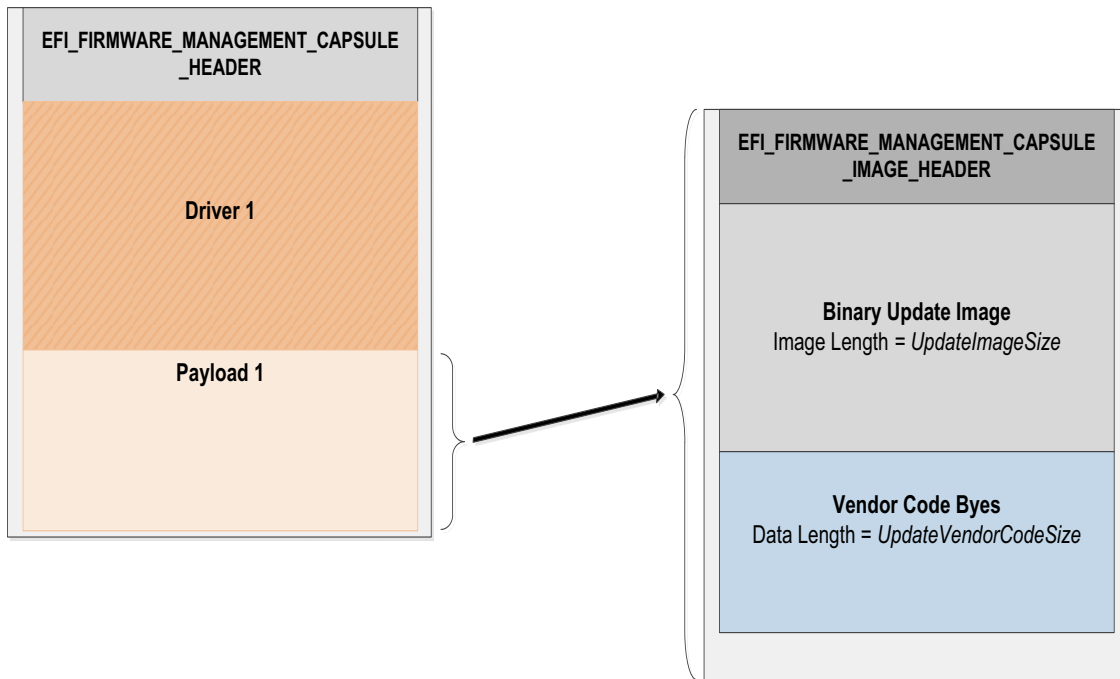 EFI_FIRMWARE_MANAGEMENT_CAPSULE
_HEADER
Driver 1
Payload 1
EFI_FIRMWARE_MANAGEMENT_CAPSULE
_IMAGE_HEADER
Binary Update Image
Image Length = UpdateImageSize
Vendor Code Byes
Data Length = UpdateVendorCodeSize